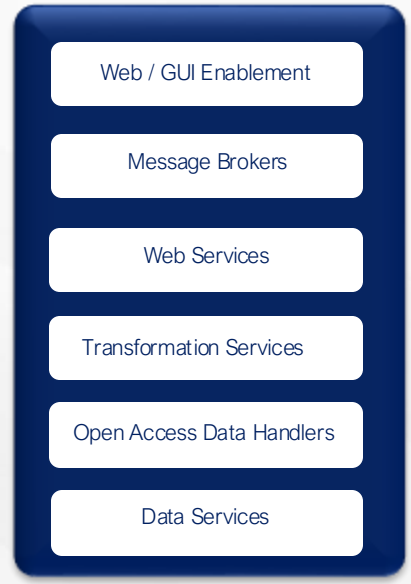 Web / GUI Enablement
Message Brokers
Web Services
Transformation Services
Open Access Data Handlers
Data Services